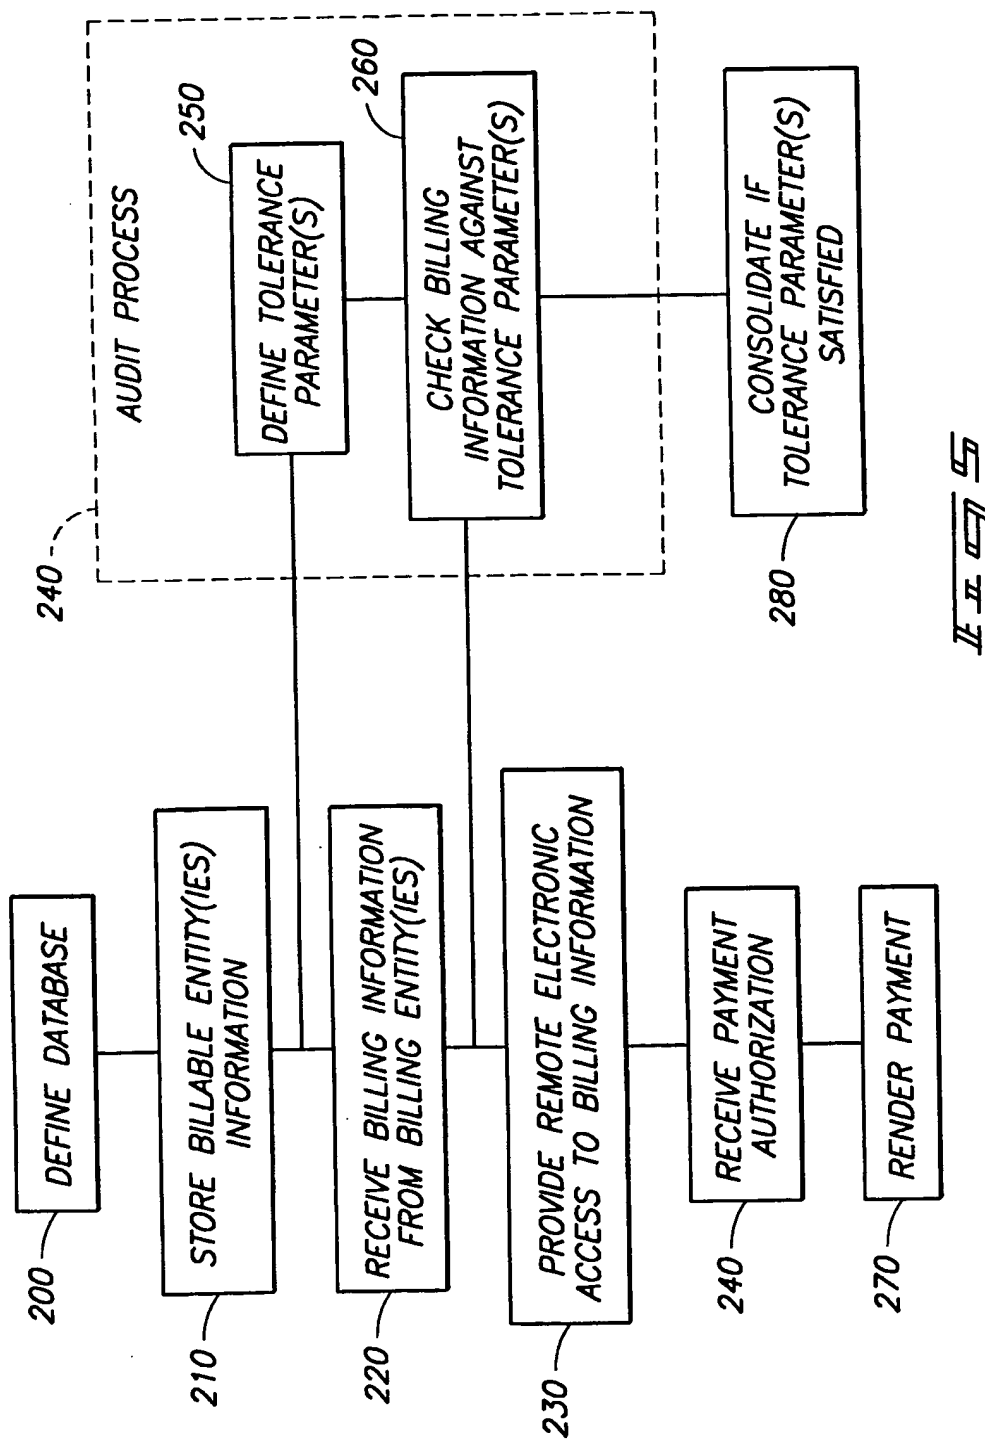 200
DEFINE DATABASE
210
STORE BILLABLE ENTITY(IES)
INFORMATION
220
RECEIVE BILLING INFORMATION
FROM BILLING ENTITY(IES)
230
PROVIDE REMOTE ELECTRONIC
ACCESS TO BILLING INFORMATION
240
RECEIVE PAYMENT
AUTHORIZATION
270
RENDER PAYMENT
240
AUDIT PROCESS
250
DEFINE TOLERANCE
PARAMETER(S)
260
CHECK BILLING
INFORMATION AGAINST
TOLERANCE PARAMETER(S)
280
CONSOLIDATE IF
TOLERANCE PARAMETER(S)
SATISFIED
FIG 5